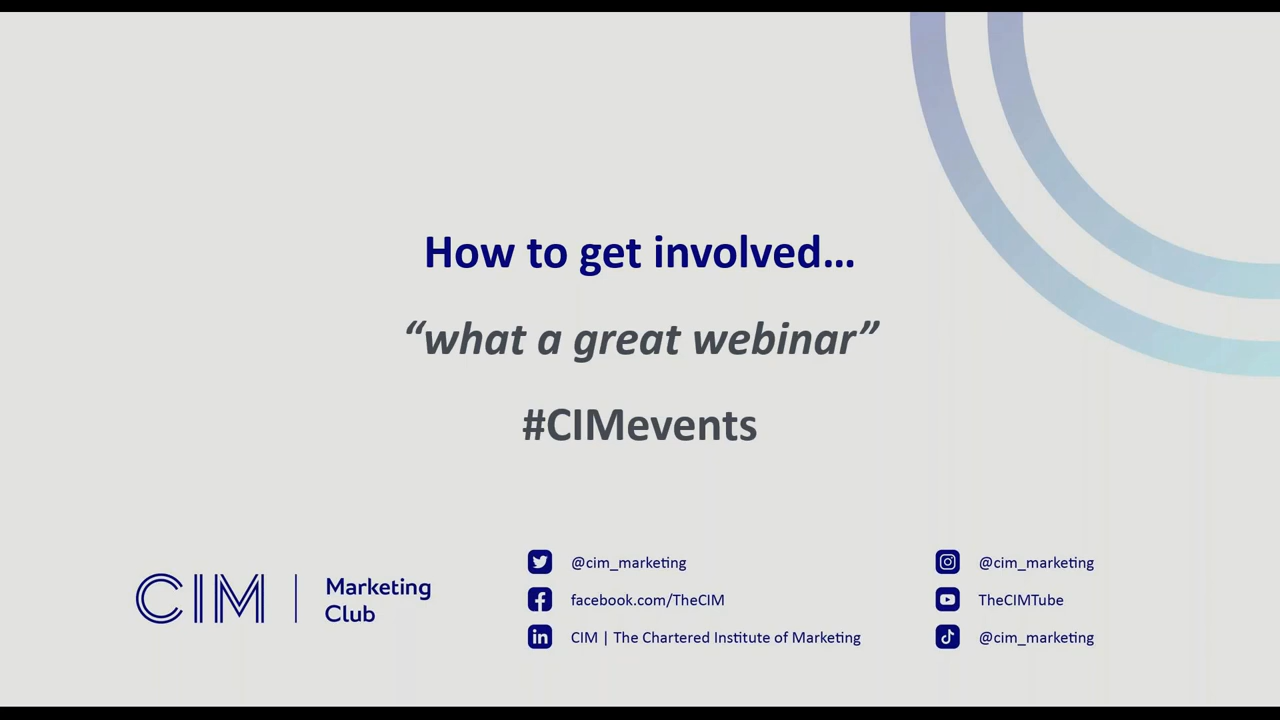 How to get involved…
“what a great webinar”
#CIMevents
CIM | Marketing Club
@cim_marketing
facebook.com/TheCIM
CIM | The Chartered Institute of Marketing
@cim_marketing
TheCIMTube
@cim_marketing